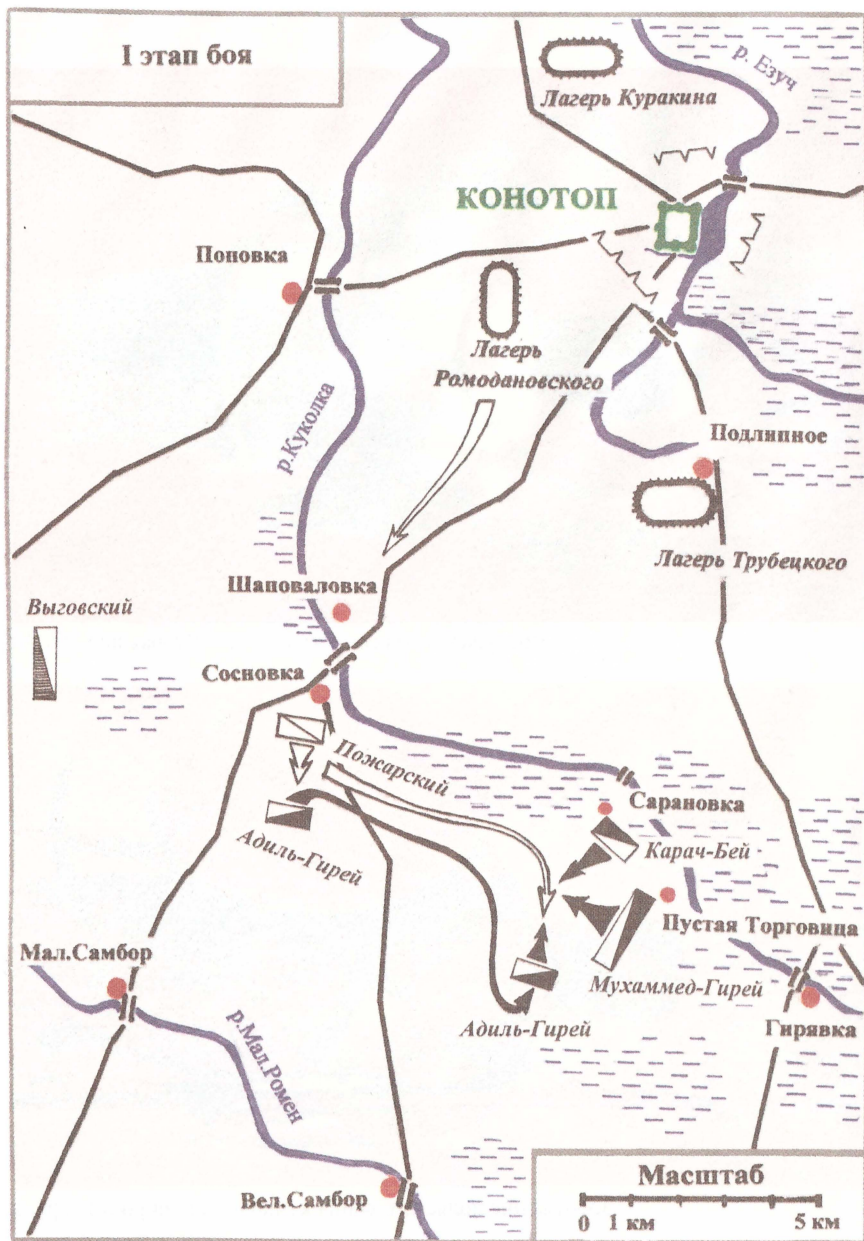 I этап боя
р. Езуч
Лагерь Куракина
КОНОТОП
Поповка
Лагерь
Ромодановского
р.Куколка
Подлипное
Лагерь Трубецкого
Шаповаловка
Выговский
Сосновка
Пожарский
Сарановка
Адиль-Гирей
Карач-Бей
Пустая Торговица
Мал.Самбор
Мухаммед-Гирей
Адиль-Гирей
Гирявка
р.Мал.Ромен
Вел.Самбор
Масштаб
0 1 км 5 км